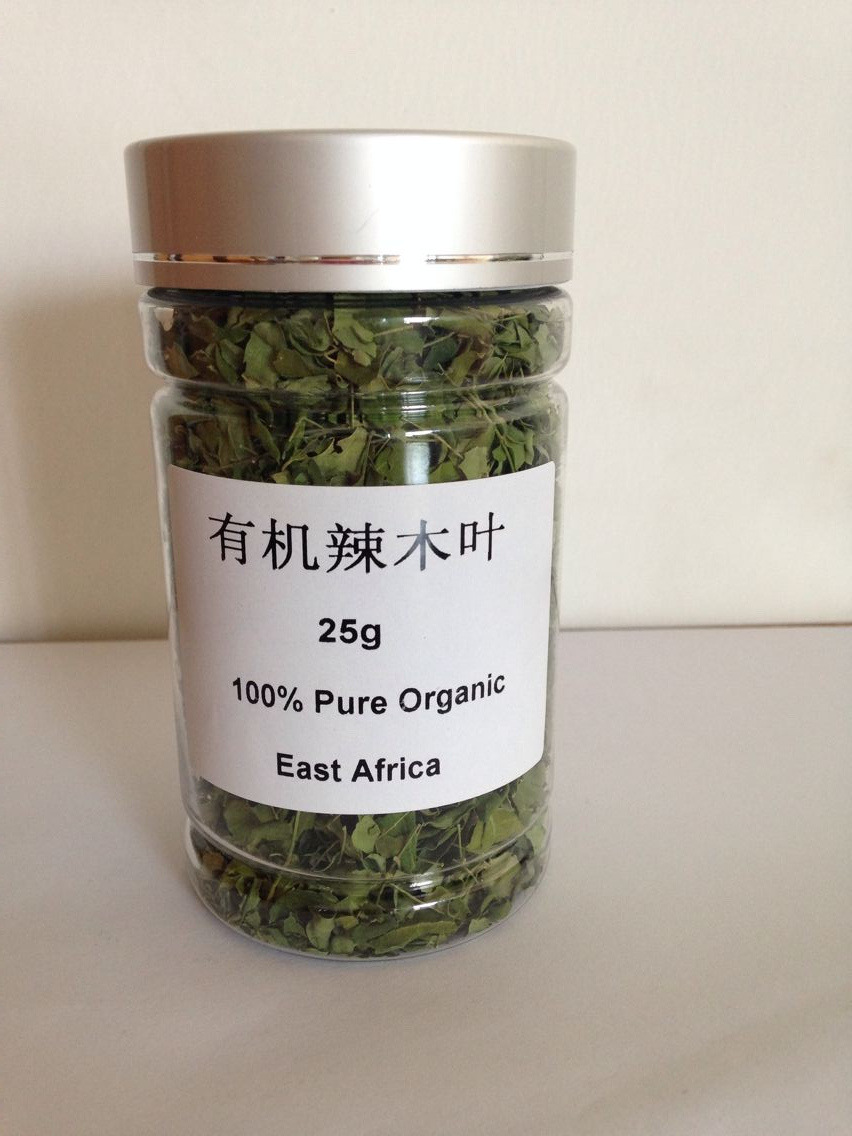 有机辣木叶
25g
100% Pure Organic
East Africa